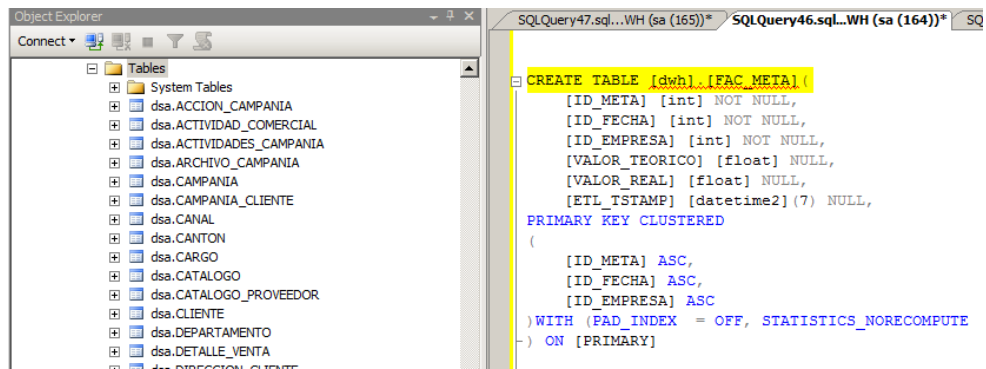 Object Explorer
Connect
Tables
System Tables
dsa.ACCION_CAMPANIA
dsa.ACTIVIDAD_COMERCIAL
dsa.ACTIVIDADES_CAMPANIA
dsa.ARCHIVO_CAMPANIA
dsa.CAMPANIA
dsa.CAMPANIA_CLIENTE
dsa.CANAL
dsa.CANTON
dsa.CARGO
dsa.CATALOGO
dsa.CATALOGO_PROVEEDOR
dsa.CLIENTE
dsa.DEPARTAMENTO
dsa.DETALLE_VENTA
dsa.DIRECCION_CLIENTE
SQLQuery47.sql...WH (sa (165))* SQLQuery46.sql...WH (sa (164))* SQ
CREATE TABLE [dwh].[FAC_META](
[ID_META] [int] NOT NULL,
[ID_FECHA] [int] NOT NULL,
[ID_EMPRESA] [int] NOT NULL,
[VALOR_TEORICO] [float] NULL,
[VALOR_REAL] [float] NULL,
[ETL_TSTAMP] [datetime2](7) NULL,
PRIMARY KEY CLUSTERED
(
[ID_META] ASC,
[ID_FECHA] ASC,
[ID_EMPRESA] ASC
)WITH (PAD_INDEX  = OFF, STATISTICS_NORECOMPUTE
) ON [PRIMARY]